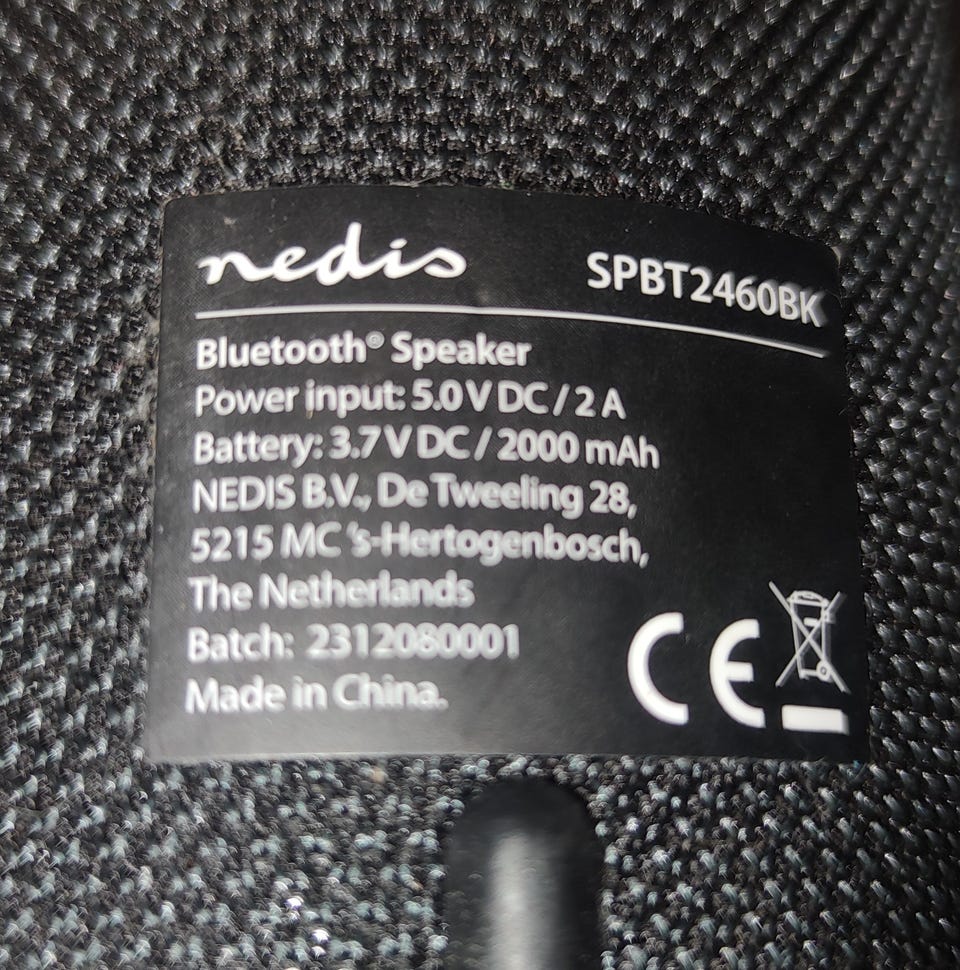 nedis SPBT2460BK
Bluetooth® Speaker
Power input: 5.0 V DC / 2 A
Battery: 3.7 V DC / 2000 mAh
NEDIS B.V., De Tweeling 28,
5215 MC 's-Hertogenbosch,
The Netherlands
Batch: 2312080001
Made in China.
CE